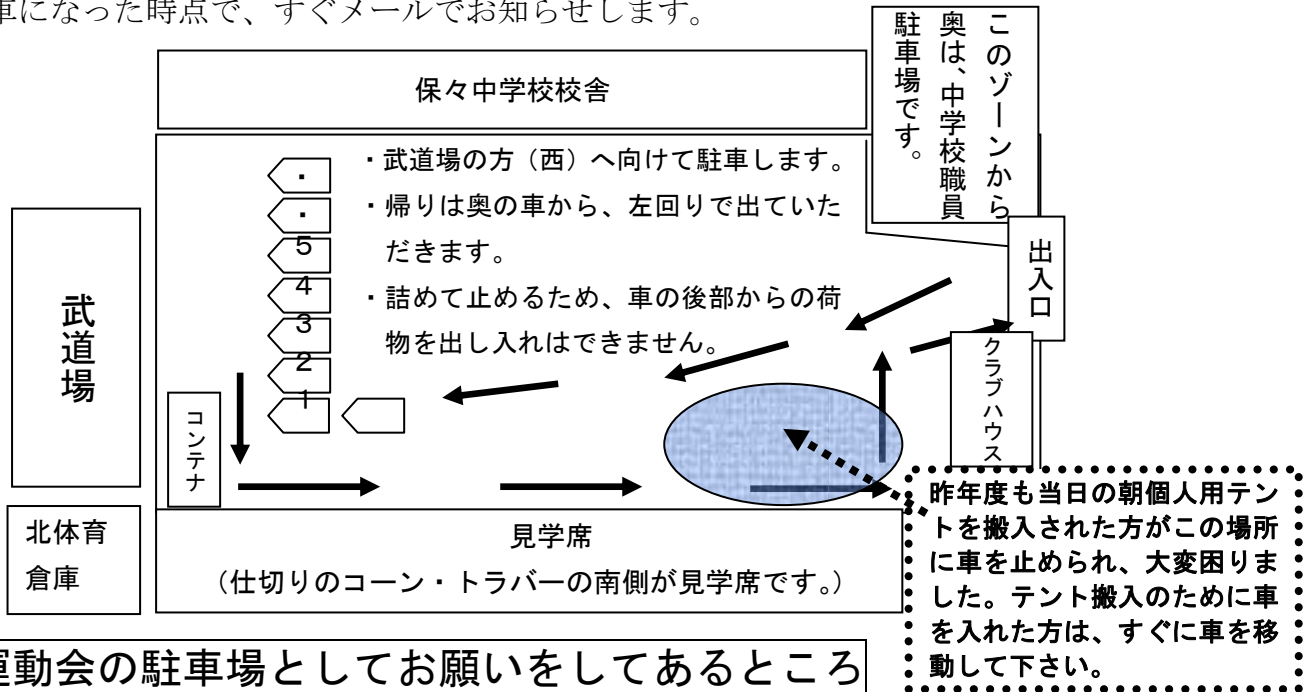 車になった時点で、すぐメールでお知らせします。
このゾーンから
奥は、中学校職員
駐車場です。
保々中学校校舎
・武道場の方（西）へ向けて駐車します。
・帰りは奥の車から、左回りで出ていた
だきます。
・詰めて止めるため、車の後部からの荷
物を出し入れはできません。
・
・
5
4
3
2
1
出入口
クラブハウス
武道場
コンテナ
北体育
倉庫
見学席
（仕切りのコーン・トラバーの南側が見学席です。）
昨年度も当日の朝個人用テン
トを搬入された方がこの場所
に車を止められ、大変困りま
した。テント搬入のために車
を入れた方は、すぐに車を移
動して下さい。
運動会の駐車場としてお願いをしてあるところ